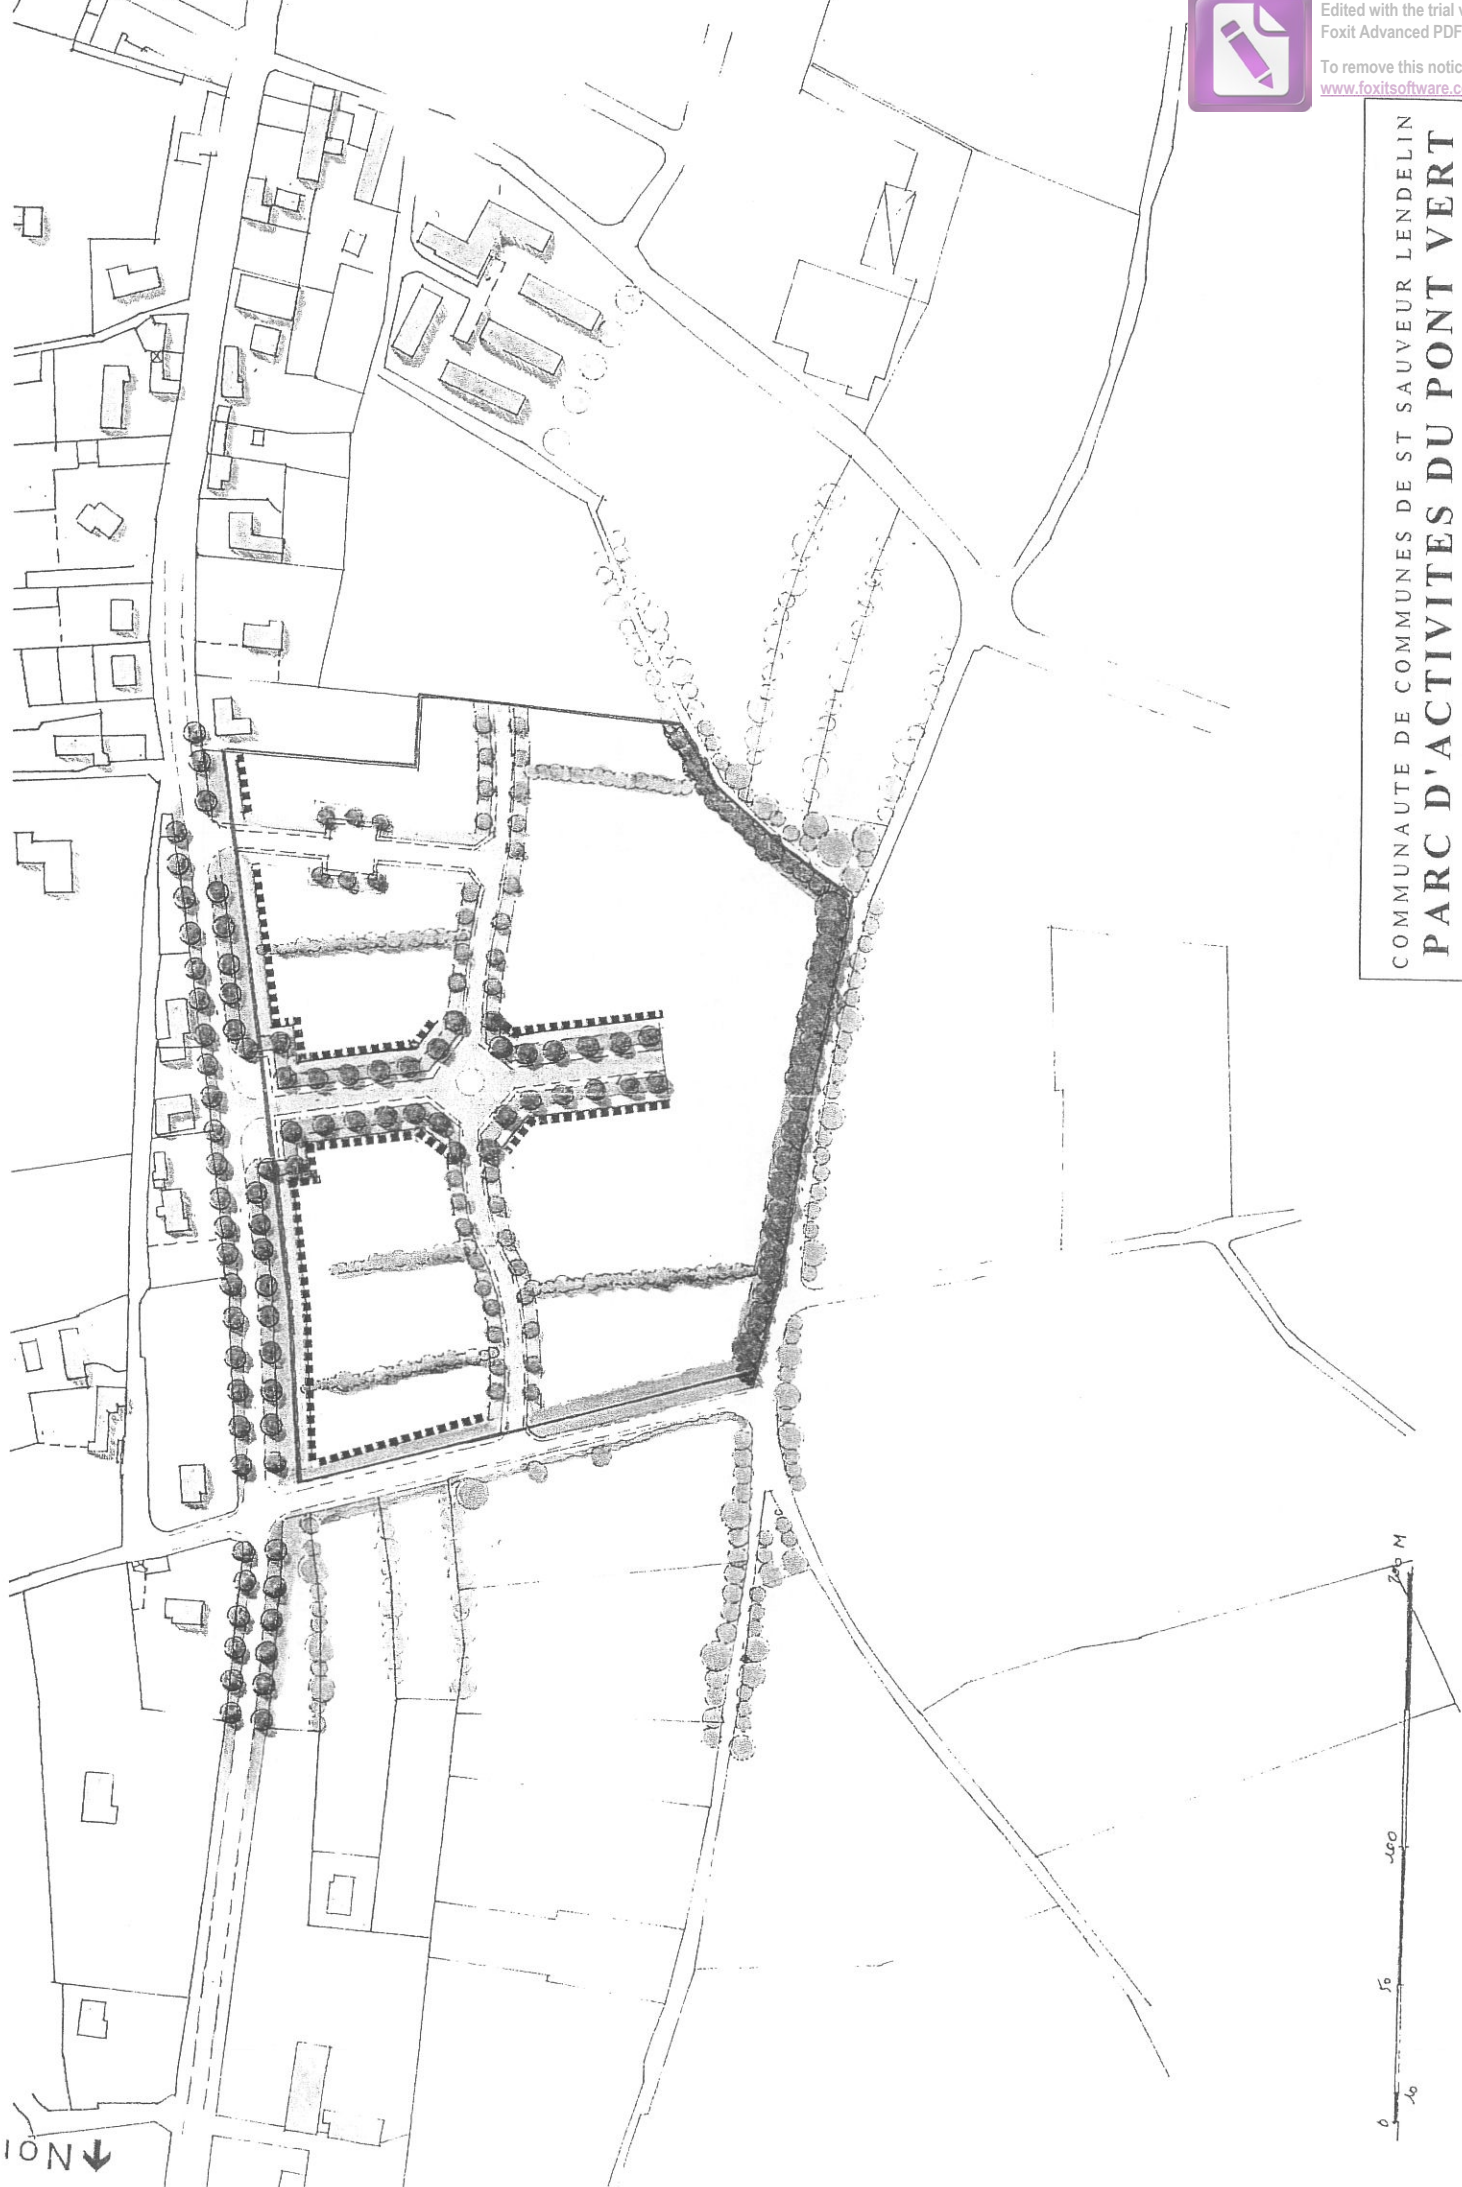 Edited with the trial v
Foxit Advanced PDF
To remove this notic
www.foxitsoftware.c
COMMUNAUTE DE COMMUNES DE ST SAUVEUR LENDELIN
PARC D'ACTIVITES DU PONT VERT
0 10 50 100 200 M